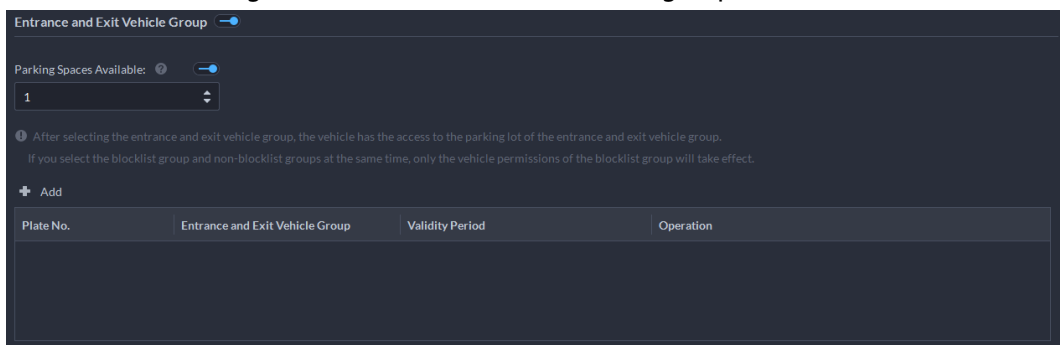 Entrance and Exit Vehicle Group
Parking Spaces Available: ?
1
! After selecting the entrance and exit vehicle group, the vehicle has the access to the parking lot of the entrance and exit vehicle group.
If you select the blocklist group and non-blocklist groups at the same time, only the vehicle permissions of the blocklist group will take effect.
+ Add
Plate No. Entrance and Exit Vehicle Group Validity Period Operation